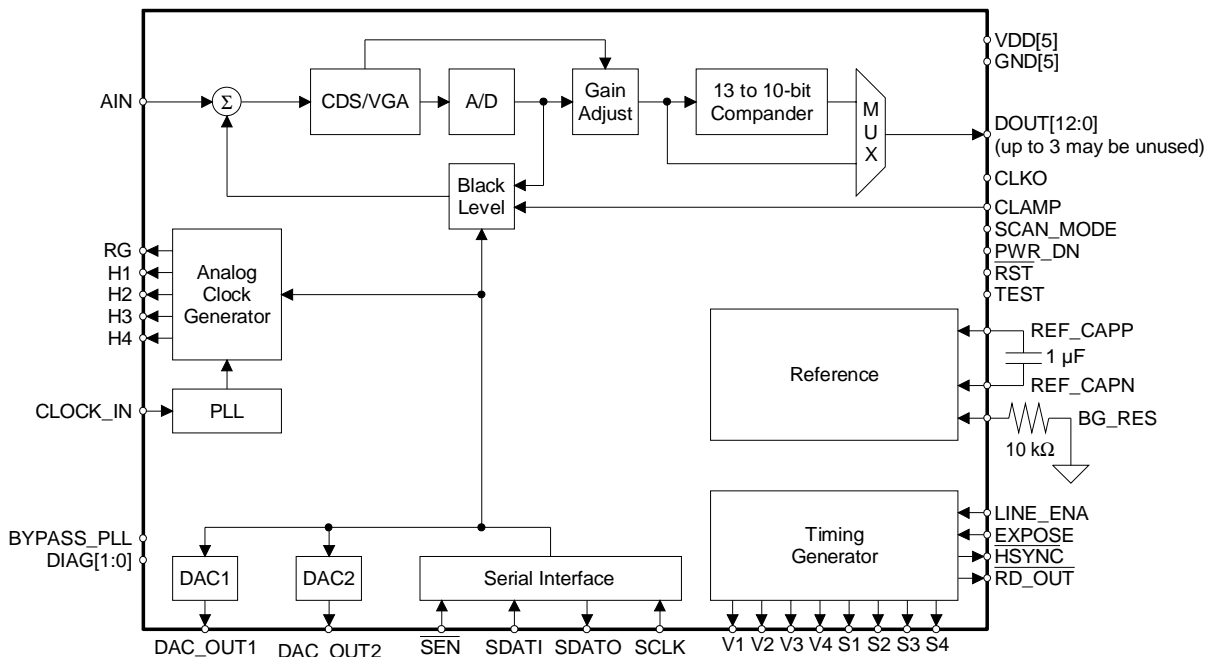 VDD[5]
GND[5]
AIN
Σ
CDS/VGA
A/D
Gain
Adjust
13 to 10-bit
Compander
MUX
DOUT[12:0]
(up to 3 may be unused)
CLKO
Black
Level
CLAMP
SCAN_MODE
PWR_DN
RST
TEST
RG
H1
H2
H3
H4
Analog
Clock
Generator
Reference
REF_CAPP
1 µF
REF_CAPN
BG_RES
10 kΩ
CLOCK_IN
PLL
BYPASS_PLL
DIAG[1:0]
DAC1
DAC2
Serial Interface
Timing
Generator
LINE_ENA
EXPOSE
HSYNC
RD_OUT
DAC_OUT1
DAC_OUT2
SEN
SDATI
SDATO
SCLK
V1
V2
V3
V4
S1
S2
S3
S4